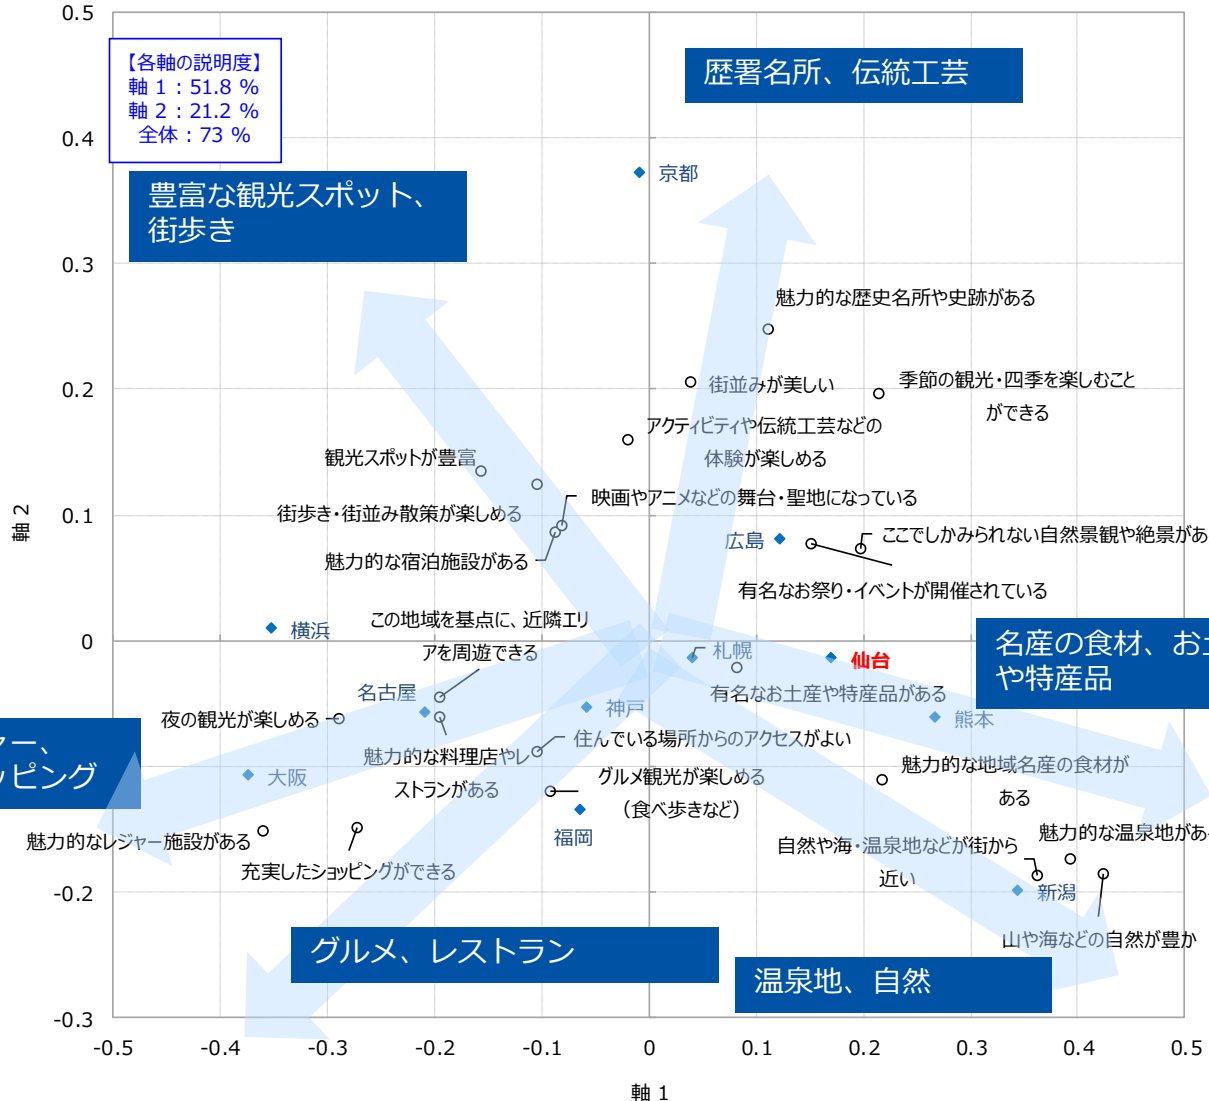 0.5
【各軸の説明度】
軸 1 : 51.8 %
軸 2 : 21.2 %
全体 : 73 %
歴署名所、伝統工芸
0.4
京都
豊富な観光スポット、
街歩き
0.3
魅力的な歴史名所や史跡がある
0.2
街並みが美しい
季節の観光・四季を楽しむこと
ができる
アクティビティや伝統工芸などの
体験が楽しめる
観光スポットが豊富
映画やアニメなどの舞台・聖地になっている
街歩き・街並み散策が楽しめる
軸 2
0.1
広島
ここでしかみられない自然景観や絶景があ
魅力的な宿泊施設がある
有名なお祭り・イベントが開催されている
この地域を基点に、近隣エリ
アを周遊できる
横浜
0
札幌
仙台
名産の食材、お土
や特産品
名古屋
有名なお土産や特産品がある
神戸
熊本
夜の観光が楽しめる
住んでいる場所からのアクセスがよい
ー、
ッピング
魅力的な料理店やレ
ストランがある
大阪
グルメ観光が楽しめる
（食べ歩きなど）
魅力的な地域名産の食材が
ある
福岡
魅力的なレジャー施設がある
充実したショッピングができる
自然や海・温泉地などが街から
近い
魅力的な温泉地があ
-0.2
新潟
山や海などの自然が豊か
グルメ、レストラン
温泉地、自然
-0.3
-0.5 -0.4 -0.3 -0.2 -0.1 0 0.1 0.2 0.3 0.4 0.5
軸 1